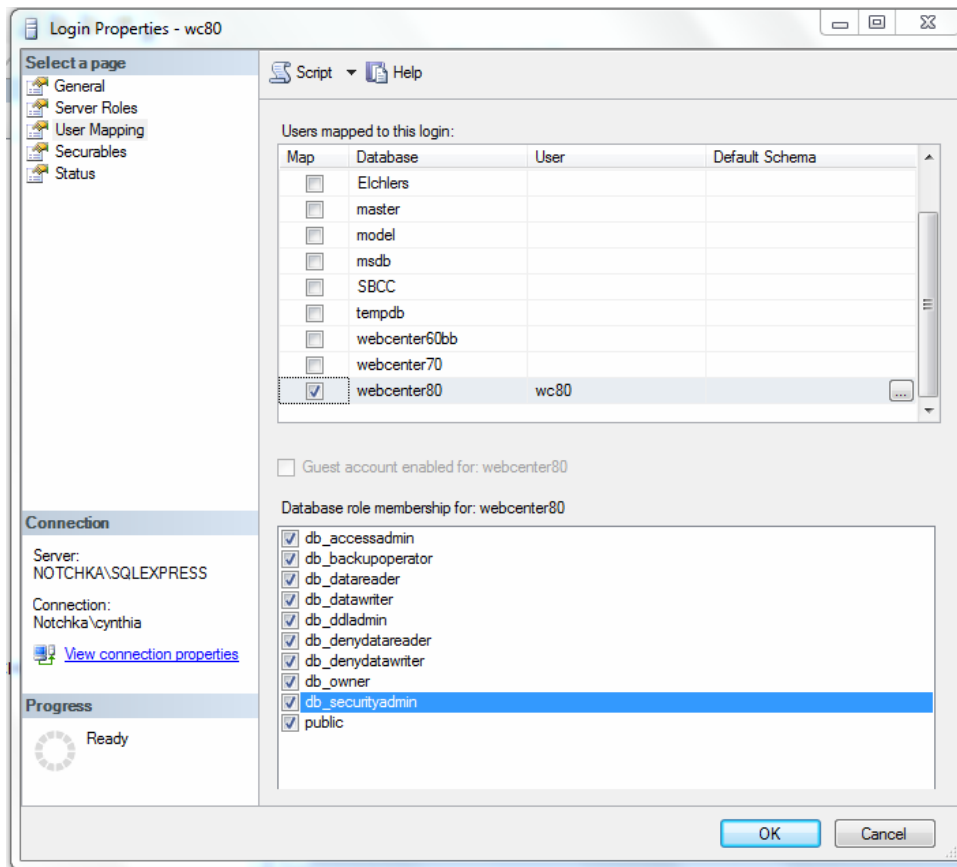 Login Properties - wc80
Select a page
General
Server Roles
User Mapping
Securables
Status
Script
Help
Users mapped to this login:
Map Database User Default Schema
Elchlers
master
model
msdb
SBCC
tempdb
webcenter60bb
webcenter70
webcenter80 wc80 ...
Guest account enabled for: webcenter80
Database role membership for: webcenter80
db_accessadmin
db_backupoperator
db_datareader
db_datawriter
db_ddladmin
db_denydatareader
db_denydatawriter
db_owner
db_securityadmin
public
Connection
Server:
NOTCHKA\SQLEXPRESS
Connection:
Notchka\cynthia
View connection properties
Progress
Ready
OK Cancel